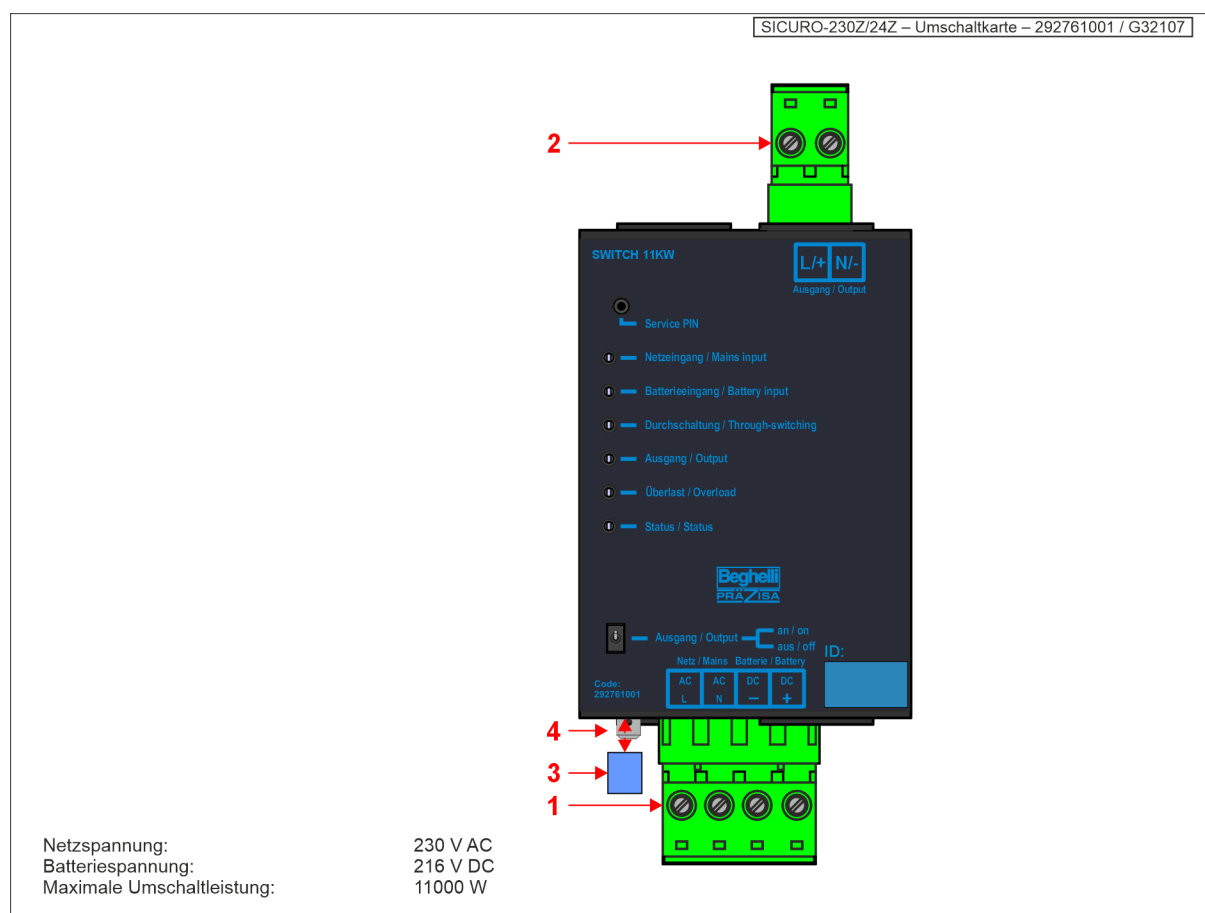 SICURO-230Z/24Z – Umschaltkarte – 292761001 / G32107
2
SWITCH 11KW
L/+ N/-
Ausgang / Output
Service PIN
Netzeingang / Mains input
Batterieeingang / Battery input
Durchschaltung / Through-switching
Ausgang / Output
Überlast / Overload
Status / Status
Beghelli
PRÄZISA
Ausgang / Output
an / on
aus / off
ID:
Netz / Mains Batterie / Battery
Code:
292761001
AC AC DC DC
L N – +
4
3
1
Netzspannung: 230 V AC
Batteriespannung: 216 V DC
Maximale Umschaltleistung: 11000 W